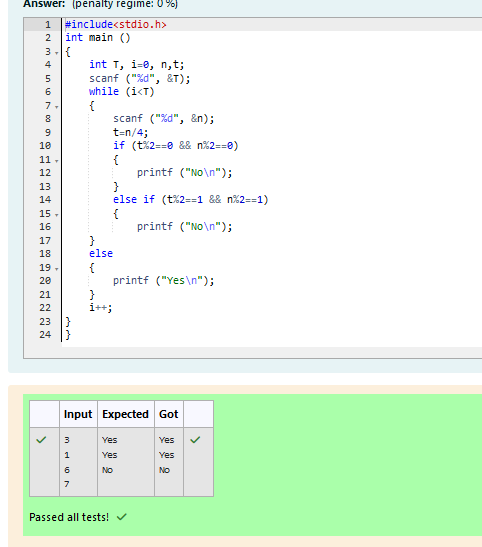 Answer: (penalty regime: 0 %)
1 #include<stdio.h>
2 int main ()
3 {
4 int T, i=0, n,t;
5 scanf ("%d", &T);
6 while (i<T)
7 {
8 scanf ("%d", &n);
9 t=n/4;
10 if (t%2==0 && n%2==0)
11 {
12 printf ("No\n");
13 }
14 else if (t%2==1 && n%2==1)
15 {
16 printf ("No\n");
17 }
18 else
19 {
20 printf ("Yes\n");
21 }
22 i++;
23 }
24 }
Input Expected Got
3 Yes Yes
1 Yes Yes
6 No No
7
Passed all tests!